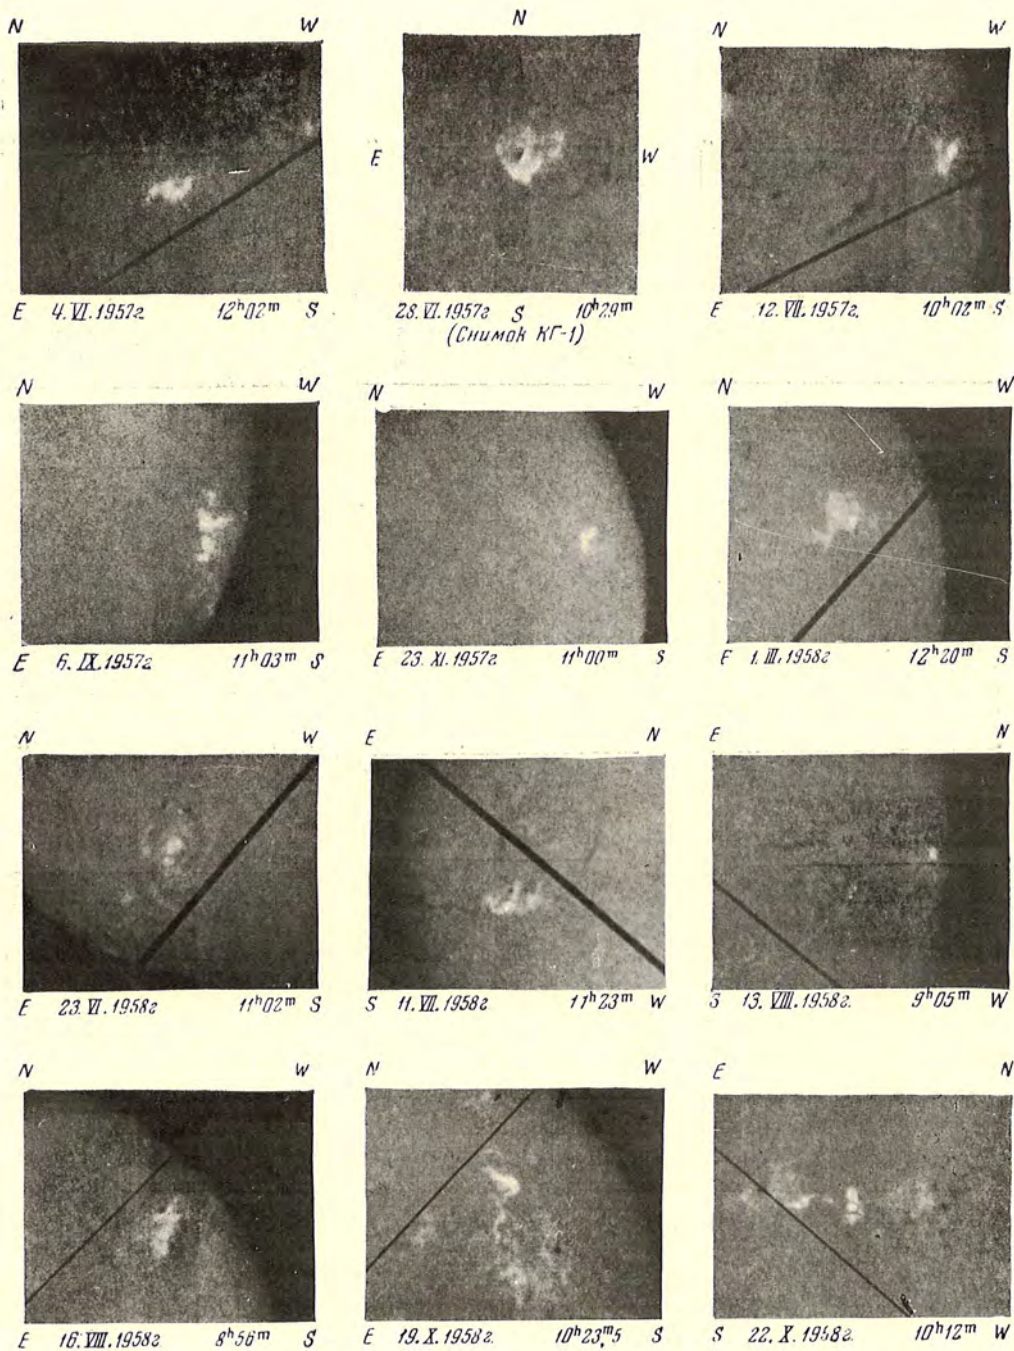 N W
N
N W
E W
E 4.VI.1957г 12ʰ02ᵐ S
28.VI.1957г S 10ʰ29ᵐ
(Снимок КГ-1)
E 12.VII.1957г. 10ʰ02ᵐ S
N W
N W
N W
E 6.IX.1957г 11ʰ03ᵐ S
E 23.XI.1957г 11ʰ00ᵐ S
E 1.III.1958г 12ʰ20ᵐ S
N W
E N
E N
E 23.VI.1958г 11ʰ02ᵐ S
S 11.VII.1958г 11ʰ23ᵐ W
S 13.VIII.1958г. 9ʰ05ᵐ W
N W
N W
E N
E 16.VIII.1958г 8ʰ56ᵐ S
E 19.X.1958г. 10ʰ23ᵐ,5 S
S 22.X.1958г. 10ʰ12ᵐ W